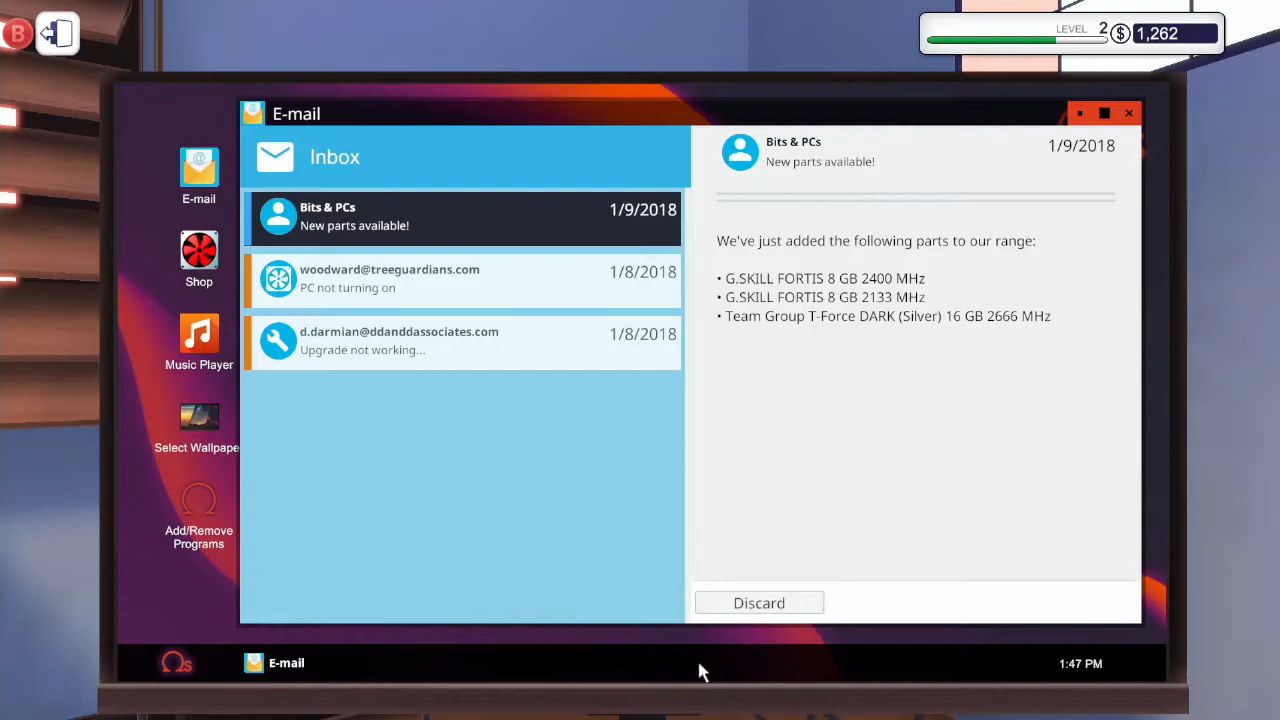 B
LEVEL 2
$ 1,262
E-mail
Inbox
Bits & PCs
New parts available!
1/9/2018
woodward@treeguardians.com
PC not turning on
1/8/2018
d.darmian@ddanddassociates.com
Upgrade not working...
1/8/2018
Bits & PCs
New parts available!
1/9/2018
We've just added the following parts to our range:
• G.SKILL FORTIS 8 GB 2400 MHz
• G.SKILL FORTIS 8 GB 2133 MHz
• Team Group T-Force DARK (Silver) 16 GB 2666 MHz
Discard
E-mail
Shop
Music Player
Select Wallpape
Add/Remove
Programs
Ωs
E-mail
1:47 PM